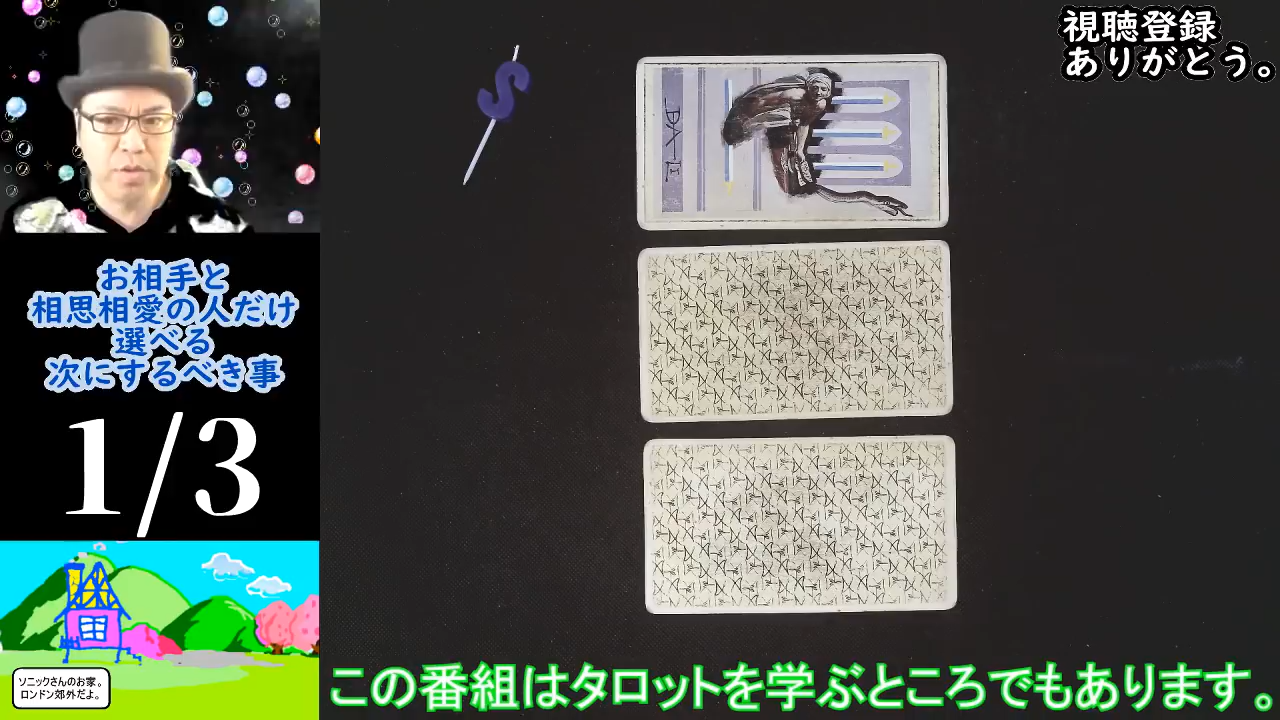 視聴登録
ありがとう。
S
お相手と
相思相愛の人だけ
選べる
次にするべき事
1/3
ソニックさんのお家。
ロンドン郊外だよ。
この番組はタロットを学ぶところでもあります。